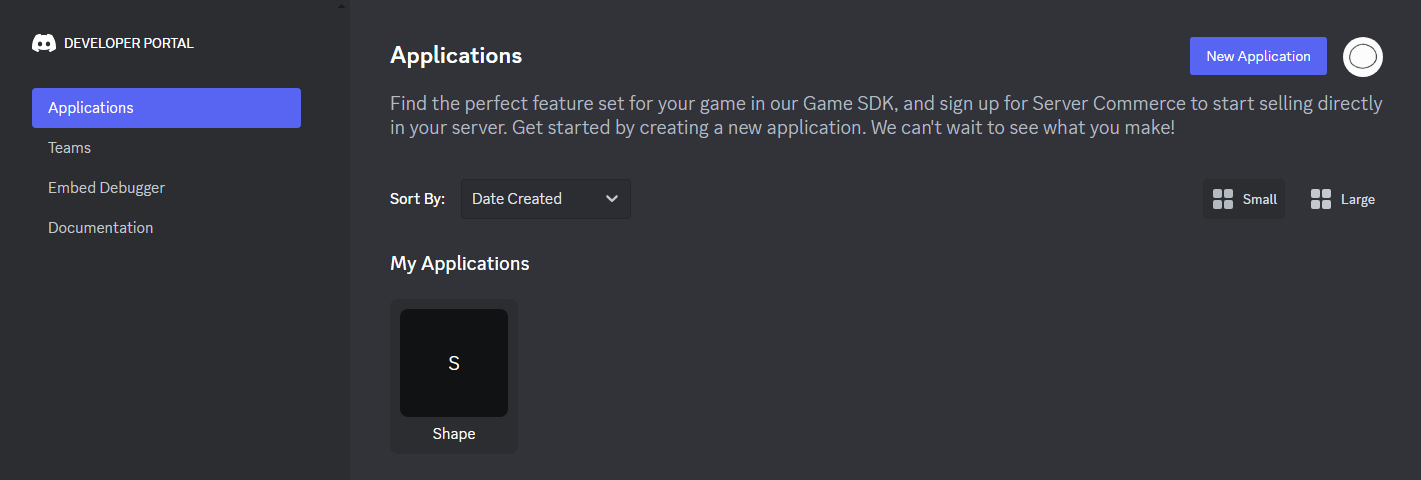 DEVELOPER PORTAL
Applications
Teams
Embed Debugger
Documentation
Applications
New Application
Find the perfect feature set for your game in our Game SDK, and sign up for Server Commerce to start selling directly
in your server. Get started by creating a new application. We can't wait to see what you make!
Sort By: Date Created
Small Large
My Applications
S
Shape